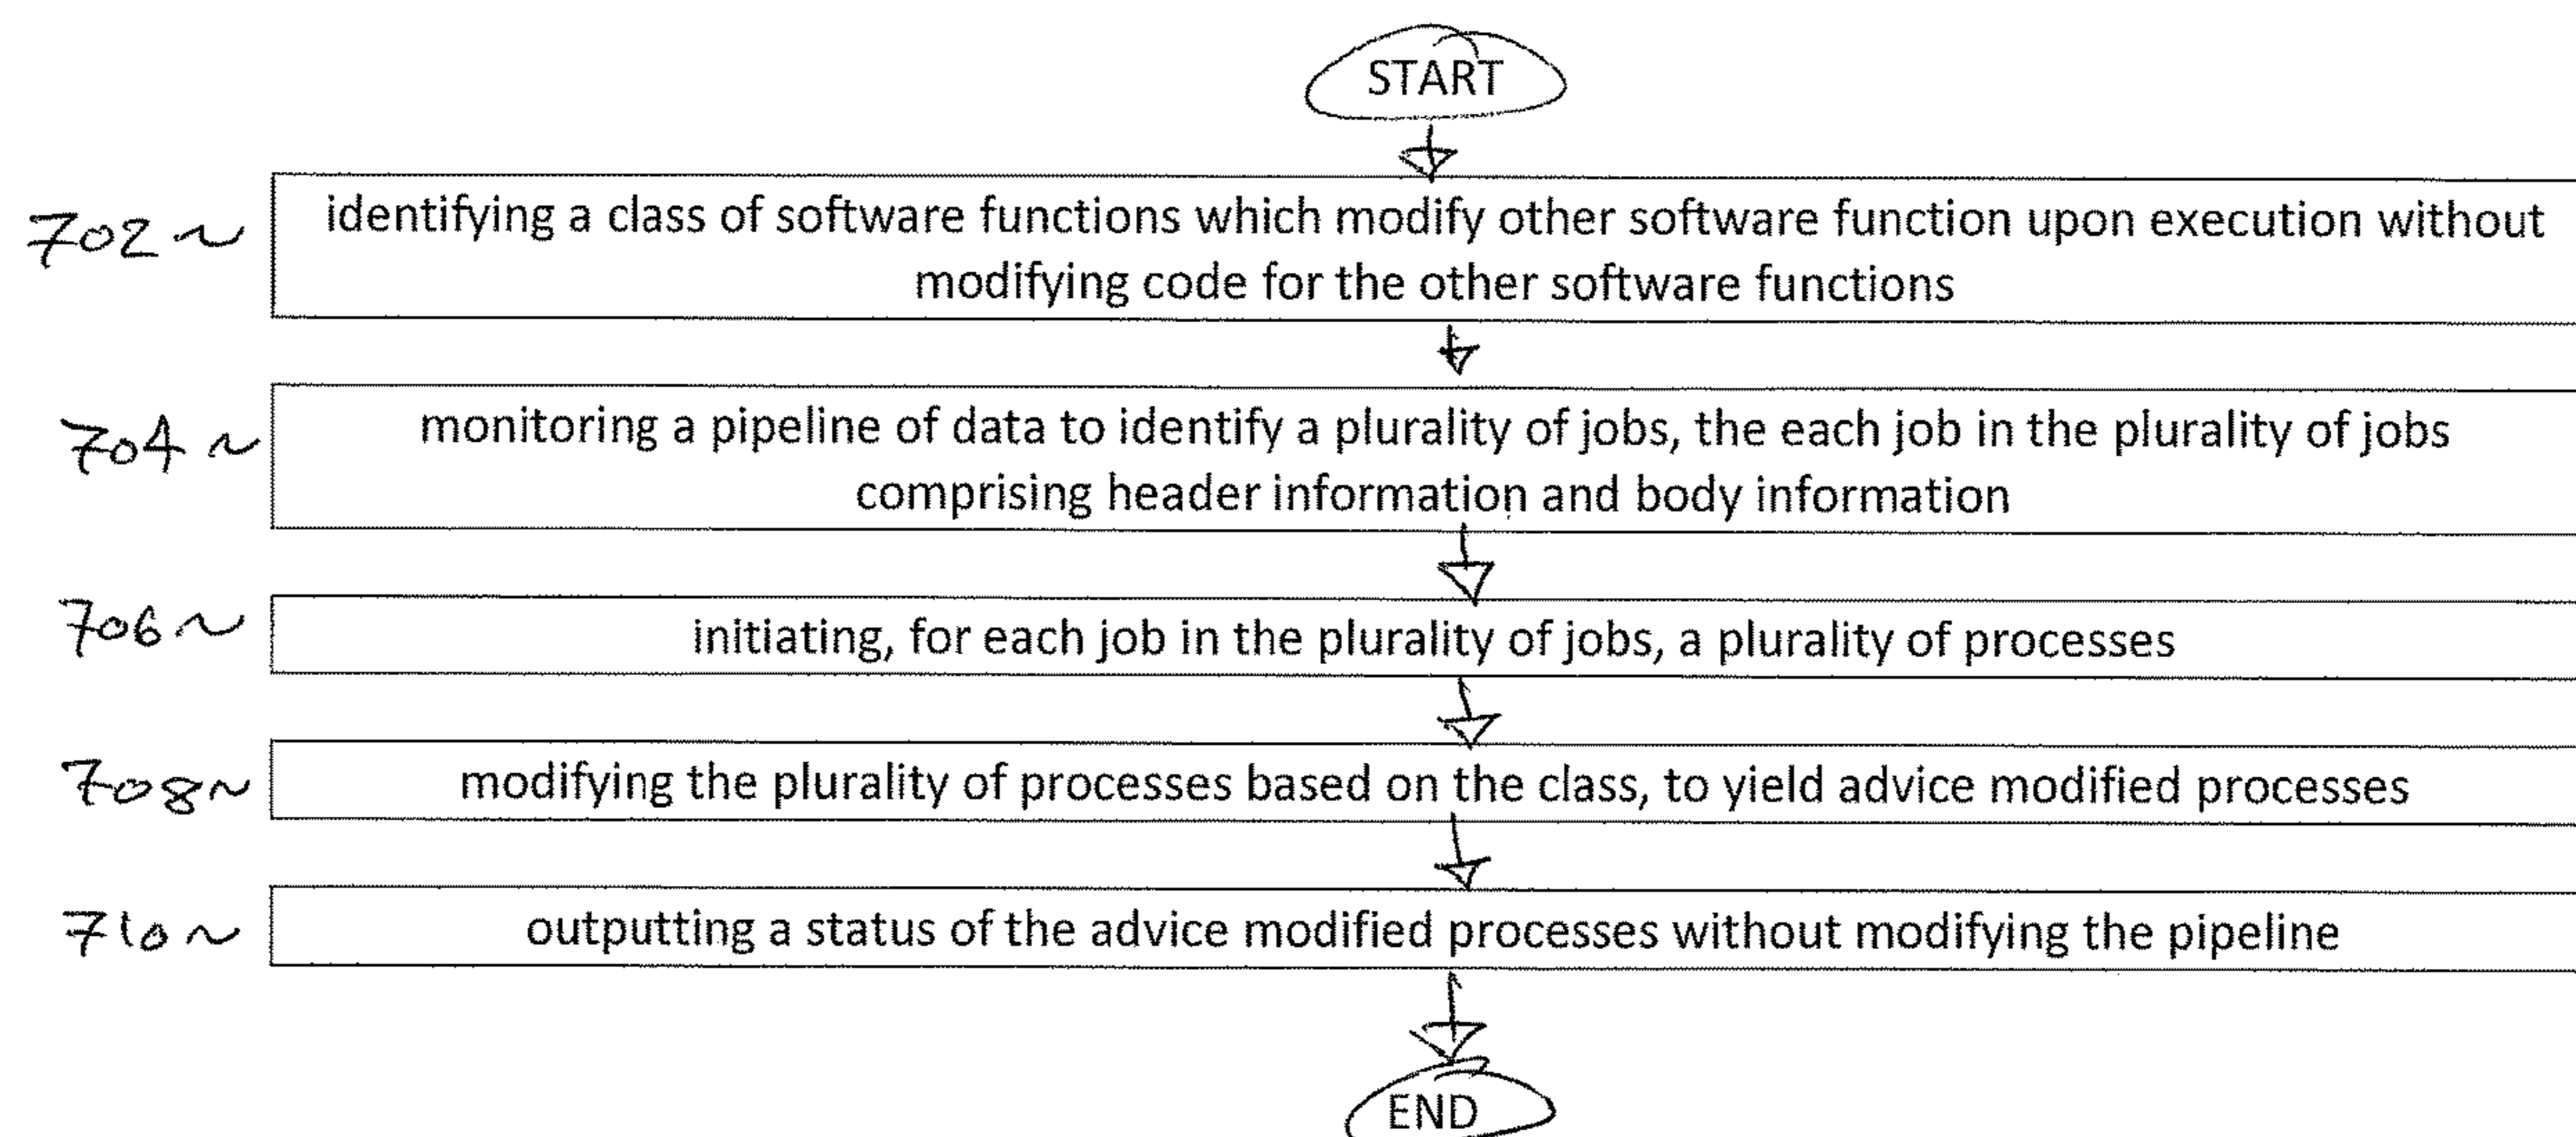 START
702 ~ identifying a class of software functions which modify other software function upon execution without
modifying code for the other software functions
704 ~ monitoring a pipeline of data to identify a plurality of jobs, the each job in the plurality of jobs
comprising header information and body information
706 ~ initiating, for each job in the plurality of jobs, a plurality of processes
708 ~ modifying the plurality of processes based on the class, to yield advice modified processes
710 ~ outputting a status of the advice modified processes without modifying the pipeline
END